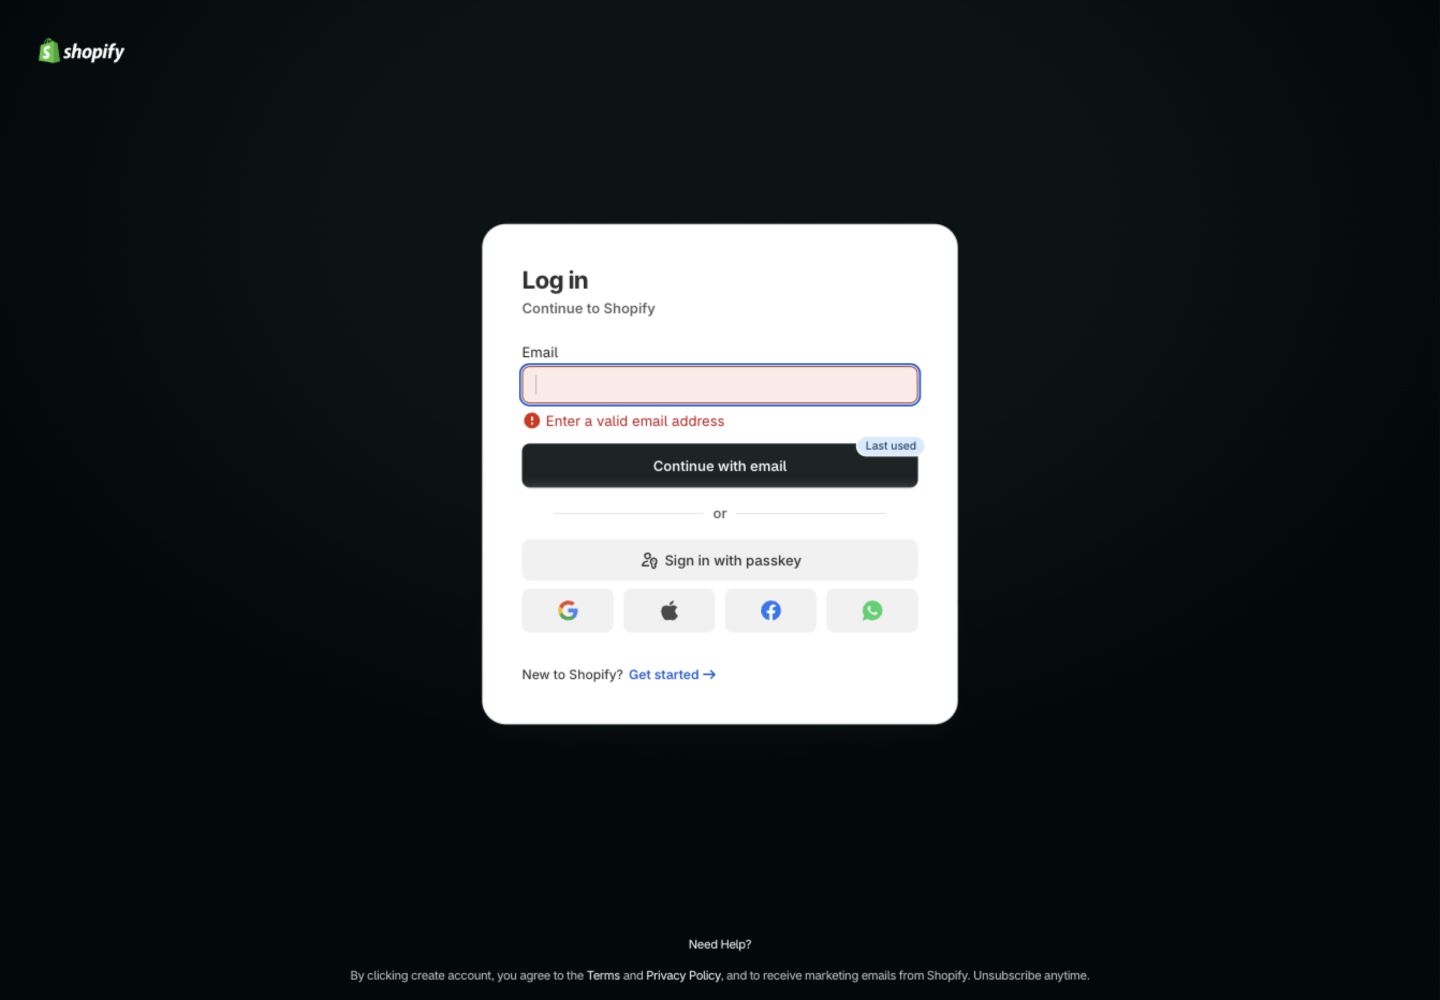 shopify
Log in
Continue to Shopify
Email
Enter a valid email address
Last used
Continue with email
or
Sign in with passkey
New to Shopify? Get started →
Need Help?
By clicking create account, you agree to the Terms and Privacy Policy, and to receive marketing emails from Shopify. Unsubscribe anytime.